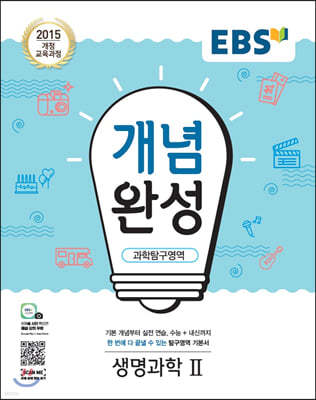 2015
개정
교육과정
EBS
개념
완성
과학탐구영역
기본 개념부터 실전 연습, 수능 + 내신까지
한 번에 다 끝낼 수 있는 탐구영역 기본서
생명과학 Ⅱ
SCAN ME